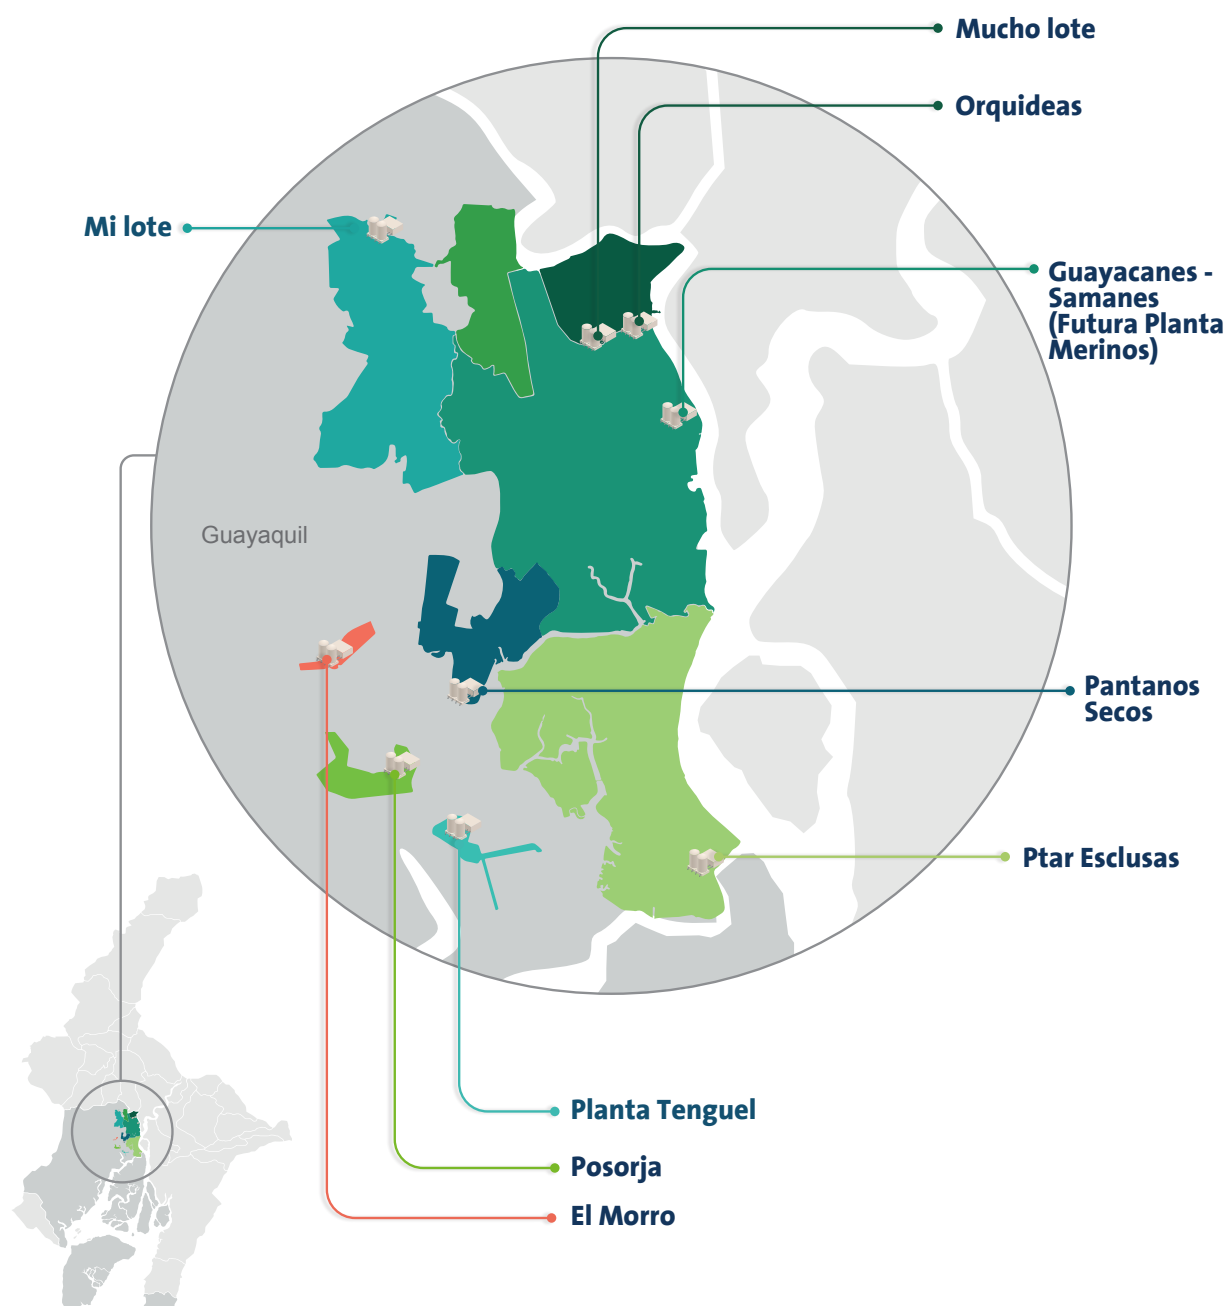 Mucho lote
Orquideas
Mi lote
Guayacanes -
Samanes
(Futura Planta
Merinos)
Guayaquil
Pantanos
Secos
Ptar Esclusas
Planta Tenguel
Posorja
El Morro